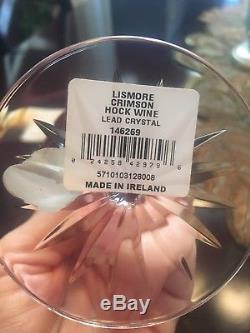 LISMORE
CRIMSON
HOCK WINE
LEAD CRYSTAL
146269
0 24258 42979 6
5710103128008
MADE IN IRELAND